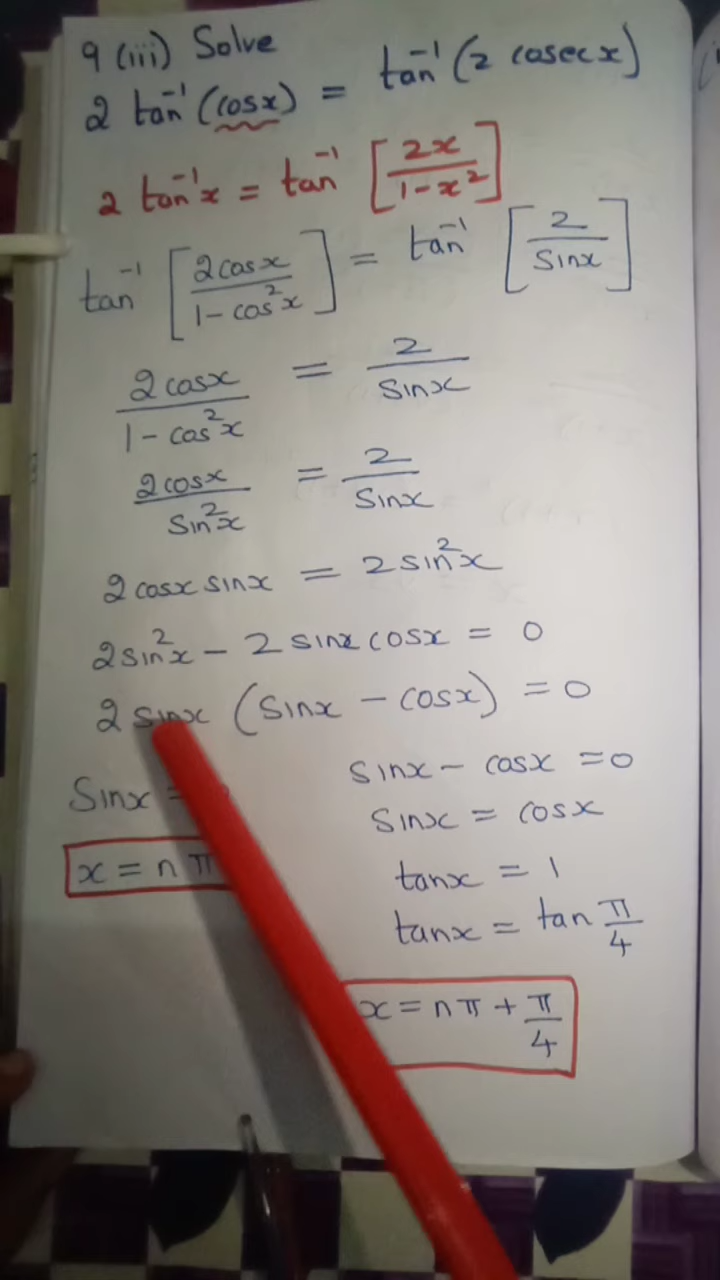 9 (iii) Solve
2 tan⁻¹(cosx) = tan⁻¹(2 cosec x)
2 tan⁻¹x = tan⁻¹ [2x / 1-x²]
tan⁻¹ [2cosx / 1-cos²x] = tan⁻¹ [2 / Sinx]
2cosx / 1-cos²x = 2 / Sinx
2cosx / Sin²x = 2 / Sinx
2cosx sinx = 2sin²x
2sin²x - 2 sinx cosx = 0
2 sinx (Sinx - cosx) = 0
Sinx =
x = nπ
sinx - cosx = 0
Sinx = cosx
tanx = 1
tanx = tan π/4
x = nπ + π/4